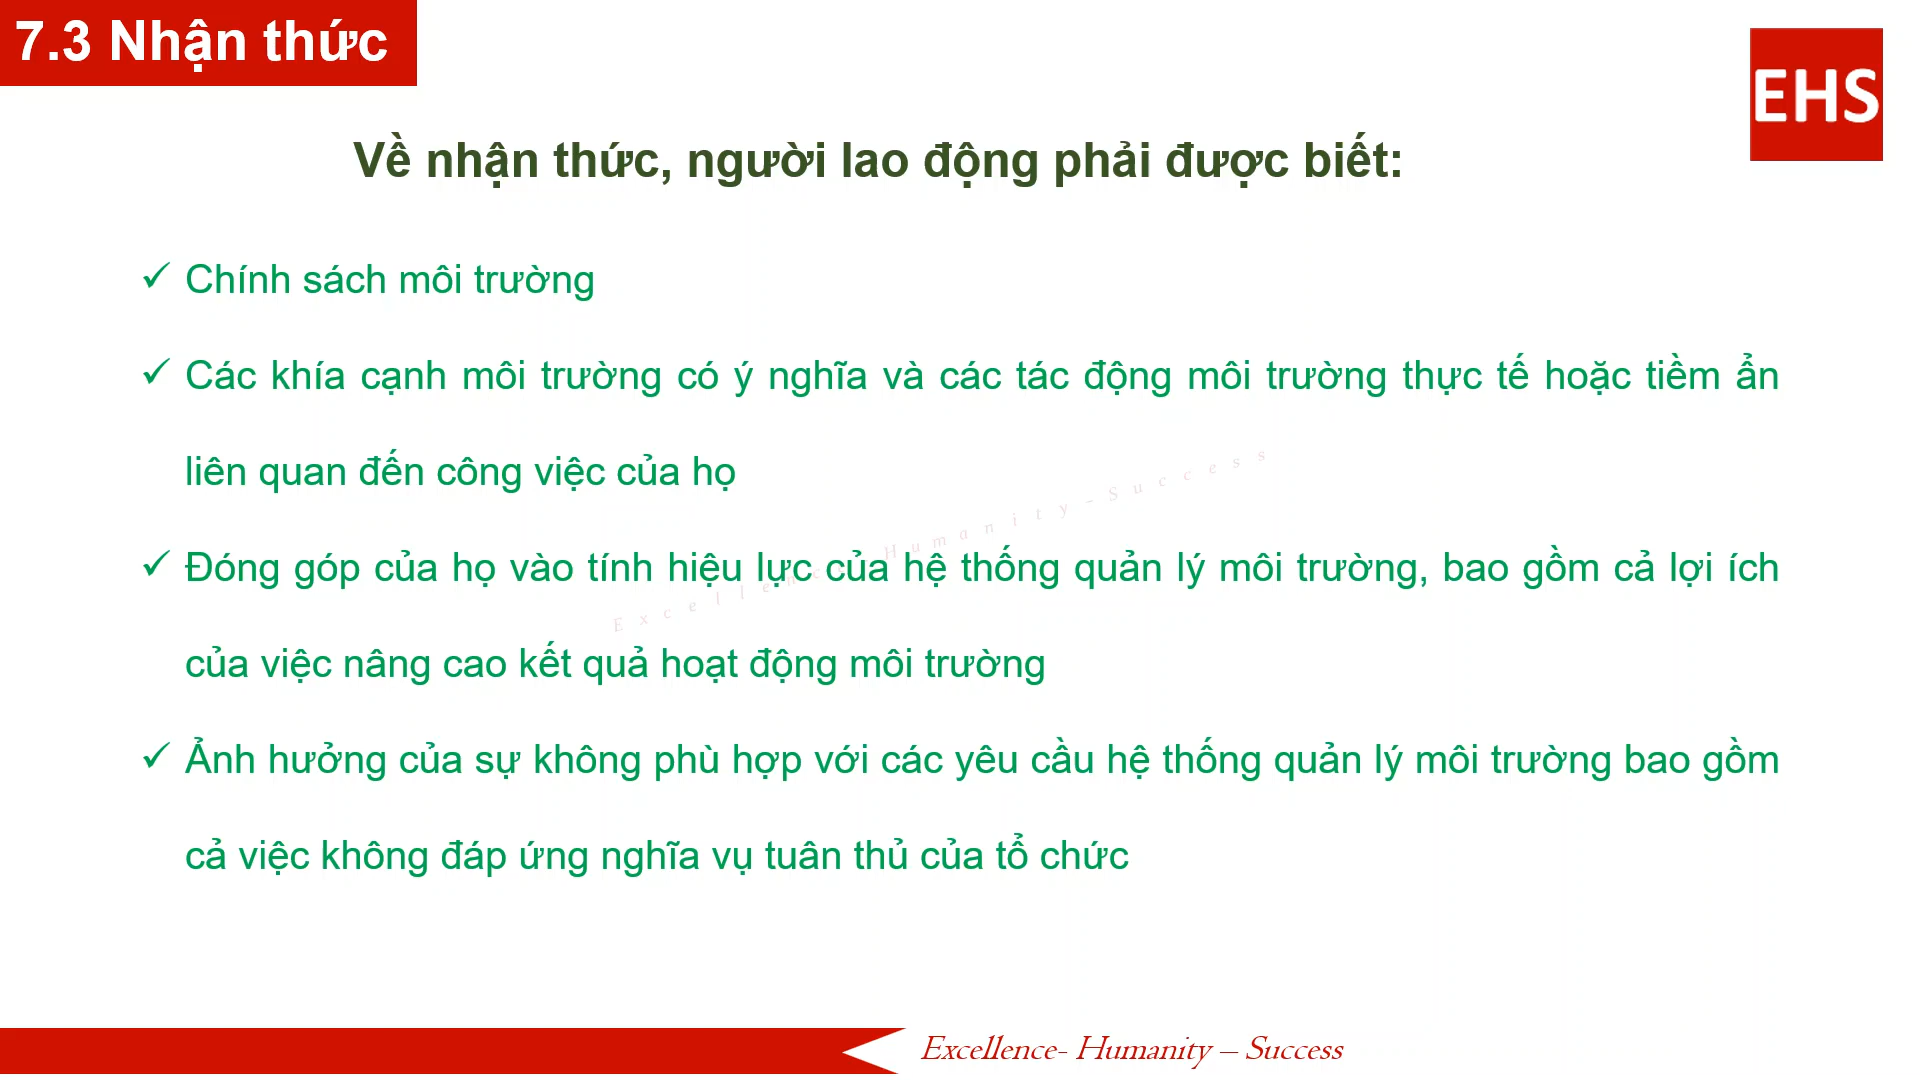 7.3 Nhận thức
EHS
Về nhận thức, người lao động phải được biết:
✓ Chính sách môi trường
✓ Các khía cạnh môi trường có ý nghĩa và các tác động môi trường thực tế hoặc tiềm ẩn
liên quan đến công việc của họ
✓ Đóng góp của họ vào tính hiệu lực của hệ thống quản lý môi trường, bao gồm cả lợi ích
của việc nâng cao kết quả hoạt động môi trường
✓ Ảnh hưởng của sự không phù hợp với các yêu cầu hệ thống quản lý môi trường bao gồm
cả việc không đáp ứng nghĩa vụ tuân thủ của tổ chức
Humanity-Success
Excellence- Humanity – Success